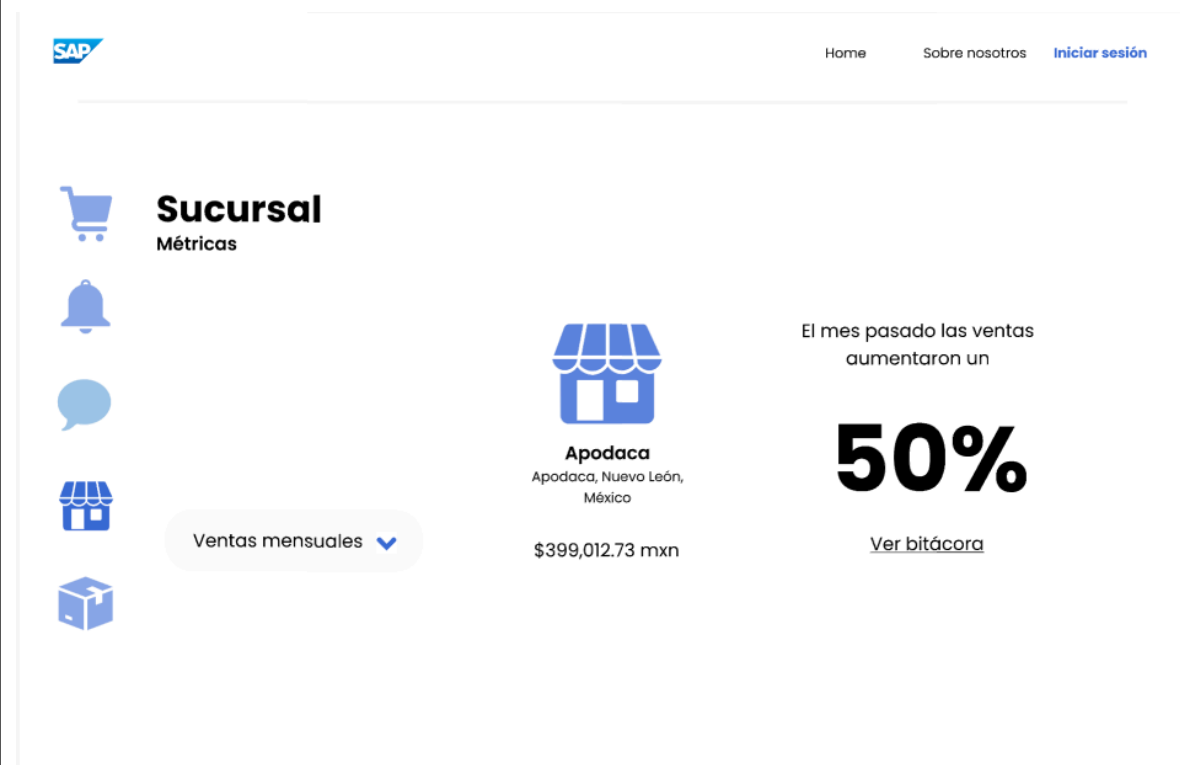 SAP
Home
Sobre nosotros
Iniciar sesión
Sucursal
Métricas
El mes pasado las ventas
aumentaron un
50%
Ver bitácora
Apodaca
Apodaca, Nuevo León,
México
$399,012.73 mxn
Ventas mensuales